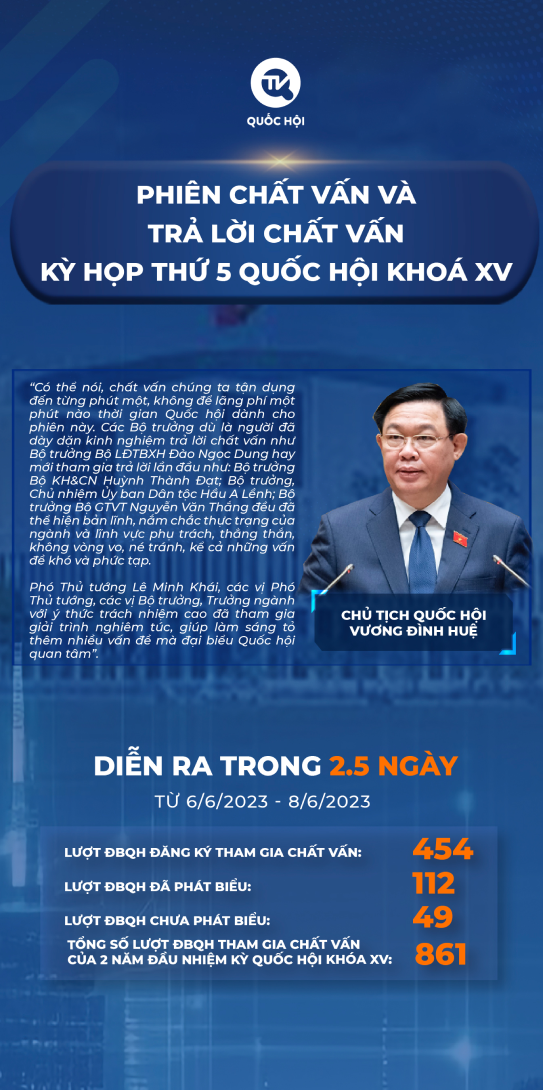 TV
QUỐC HỘI
PHIÊN CHẤT VẤN VÀ
TRẢ LỜI CHẤT VẤN
KỲ HỌP THỨ 5 QUỐC HỘI KHOÁ XV
“Có thể nói, chất vấn chúng ta tận dụng
đến từng phút một, không để lãng phí một
phút nào thời gian Quốc hội dành cho
phiên này. Các Bộ trưởng dù là người đã
dày dặn kinh nghiệm trả lời chất vấn như
Bộ trưởng Bộ LĐTBXH Đào Ngọc Dung hay
mới tham gia trả lời lần đầu như: Bộ trưởng
Bộ KH&CN Huỳnh Thành Đạt; Bộ trưởng,
Chủ nhiệm Ủy ban Dân tộc Hầu A Lềnh; Bộ
trưởng Bộ GTVT Nguyễn Văn Thắng đều đã
thể hiện bản lĩnh, nắm chắc thực trạng của
ngành và lĩnh vực phụ trách, thẳng thắn,
không vòng vo, né tránh, kể cả những vấn
đề khó và phức tạp.
Phó Thủ tướng Lê Minh Khái, các vị Phó
Thủ tướng, các vị Bộ trưởng, Trưởng ngành
với ý thức trách nhiệm cao đã tham gia
giải trình nghiêm túc, giúp làm sáng tỏ
thêm nhiều vấn đề mà đại biểu Quốc hội
quan tâm”.
CHỦ TỊCH QUỐC HỘI
VƯƠNG ĐÌNH HUỆ
DIỄN RA TRONG 2.5 NGÀY
TỪ 6/6/2023 - 8/6/2023
LƯỢT ĐBQH ĐĂNG KÝ THAM GIA CHẤT VẤN: 454
LƯỢT ĐBQH ĐÃ PHÁT BIỂU: 112
LƯỢT ĐBQH CHƯA PHÁT BIỂU: 49
TỔNG SỐ LƯỢT ĐBQH THAM GIA CHẤT VẤN
CỦA 2 NĂM ĐẦU NHIỆM KỲ QUỐC HỘI KHÓA XV: 861